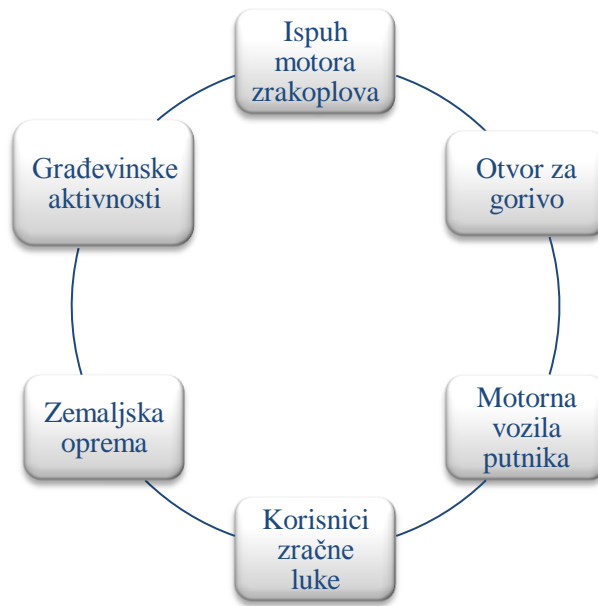 Ispuh
motora
zrakoplova
Otvor za
gorivo
Motorna
vozila
putnika
Korisnici
zračne
luke
Zemaljska
oprema
Građevinske
aktivnosti